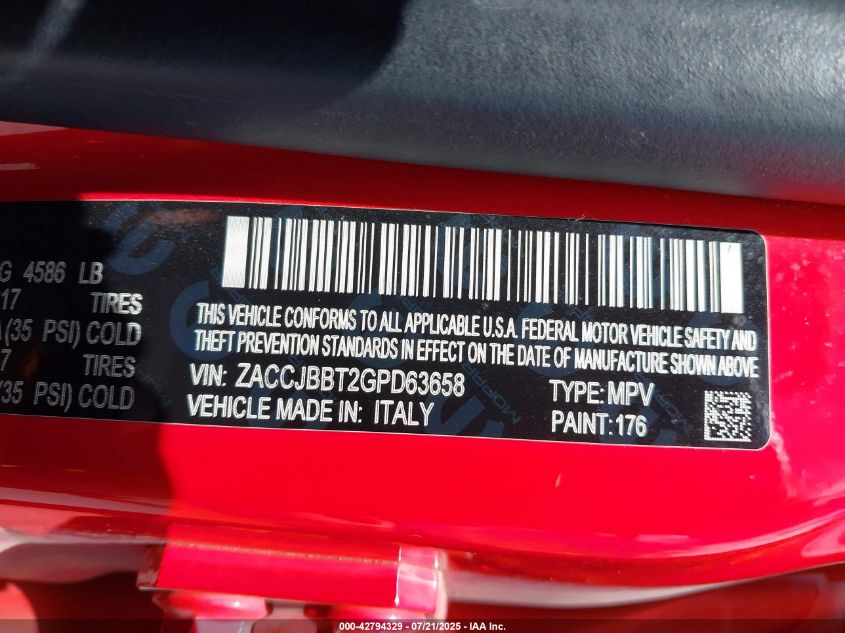 G 4586 LB
17 TIRES
(35 PSI) COLD
7 TIRES
35 PSI) COLD
THIS VEHICLE CONFORMS TO ALL APPLICABLE U.S.A. FEDERAL MOTOR VEHICLE SAFETY AND
THEFT PREVENTION STANDARDS IN EFFECT ON THE DATE OF MANUFACTURE SHOWN ABOVE
VIN: ZACCJBBT2GPD63658 TYPE: MPV
VEHICLE MADE IN: ITALY PAINT: 176
000-42794329 - 07/21/2025 - IAA Inc.